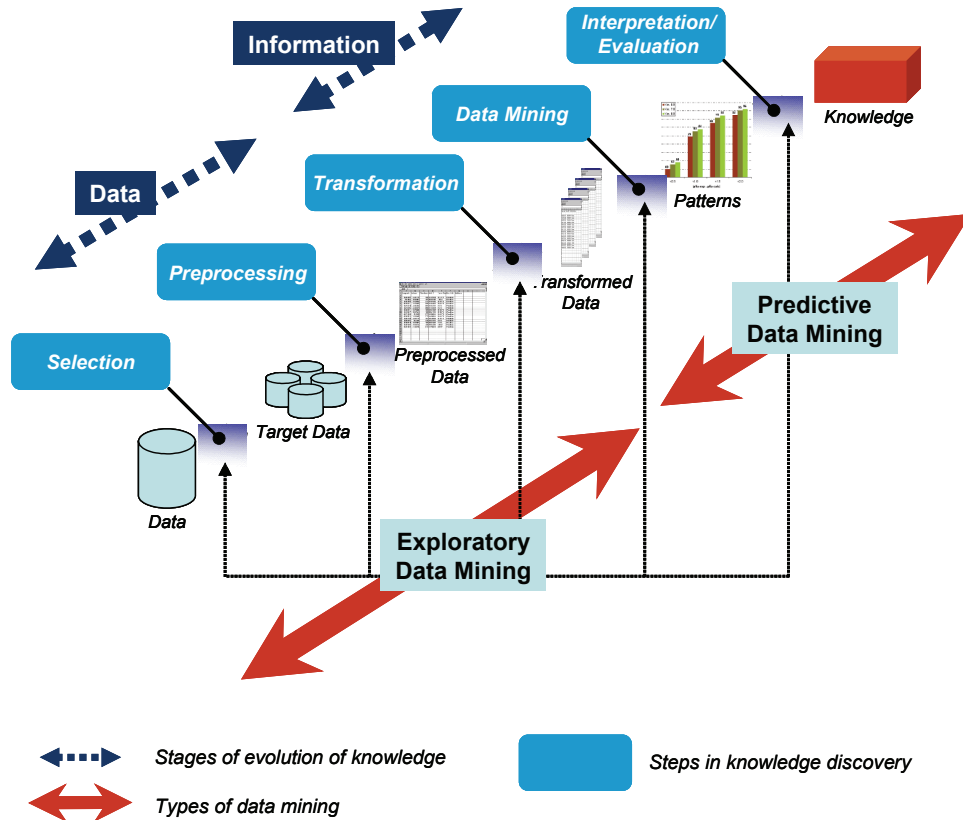 Information
Interpretation/
Evaluation
Data Mining
Knowledge
Data
Transformation
Patterns
Preprocessing
Transformed
Data
Predictive
Data Mining
Selection
Preprocessed
Data
Target Data
Data
Exploratory
Data Mining
Stages of evolution of knowledge
Steps in knowledge discovery
Types of data mining